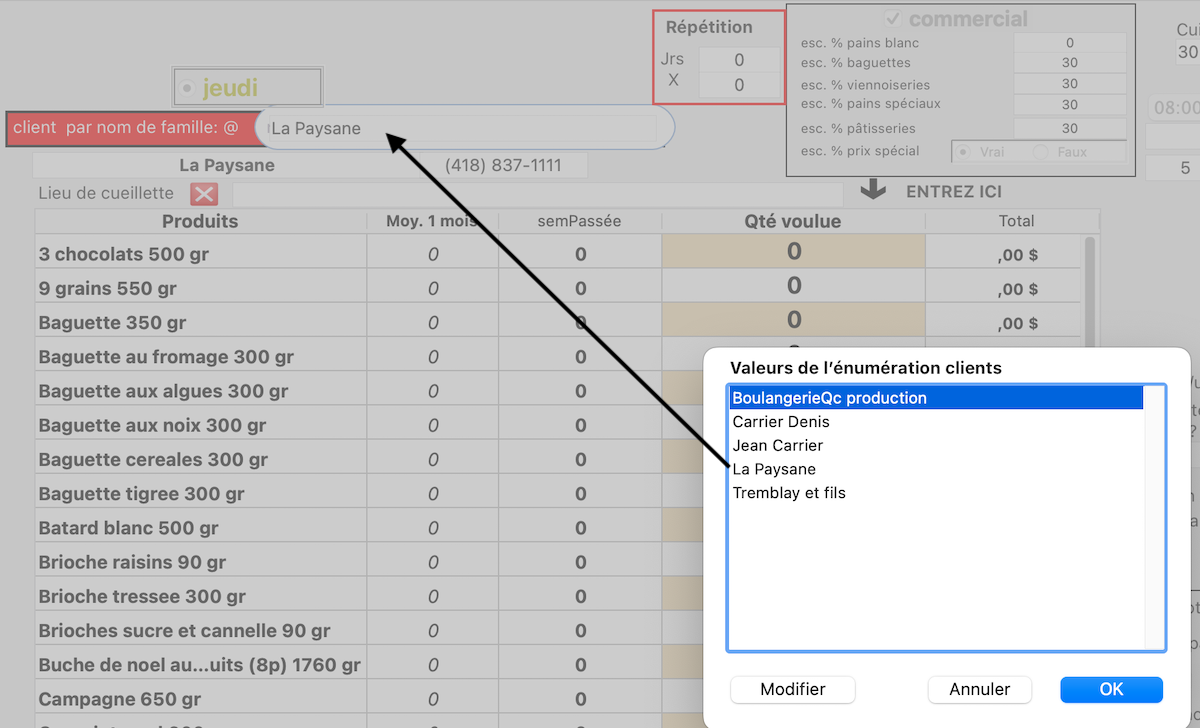 Répétition
Jrs 0
X 0
commercial
esc. % pains blanc 0
esc. % baguettes 30
esc. % viennoiseries 30
esc. % pains spéciaux 30
esc. % pâtisseries 30
esc. % prix spécial Vrai Faux
Cui
30
08:00
5
jeudi
client par nom de famille: @ La Paysane
La Paysane (418) 837-1111
Lieu de cueillette
ENTREZ ICI
Produits Moy. 1 mois semPassée Qté voulue Total
3 chocolats 500 gr 0 0 0 ,00 $
9 grains 550 gr 0 0 0 ,00 $
Baguette 350 gr 0 0 0 ,00 $
Baguette au fromage 300 gr 0 0
Baguette aux algues 300 gr 0 0
Baguette aux noix 300 gr 0 0
Baguette cereales 300 gr 0 0
Baguette tigree 300 gr 0 0
Batard blanc 500 gr 0 0
Brioche raisins 90 gr 0 0
Brioche tressee 300 gr 0 0
Brioches sucre et cannelle 90 gr 0 0
Buche de noel au...uits (8p) 1760 gr 0 0
Campagne 650 gr 0 0
Valeurs de l’énumération clients
BoulangerieQc production
Carrier Denis
Jean Carrier
La Paysane
Tremblay et fils
Modifier Annuler OK